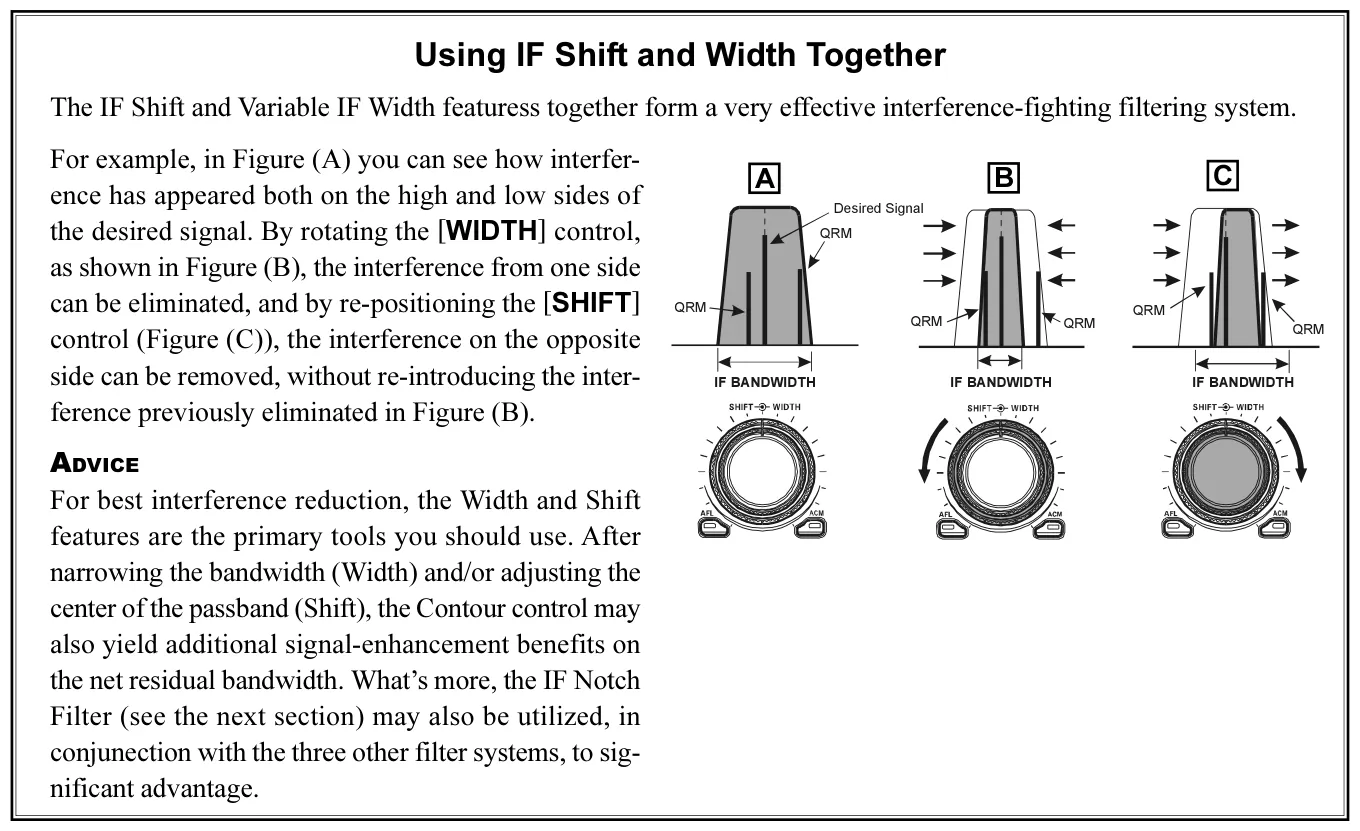 Using IF Shift and Width Together
The IF Shift and Variable IF Width featuress together form a very effective interference-fighting filtering system.
For example, in Figure (A) you can see how interfer-
ence has appeared both on the high and low sides of
the desired signal. By rotating the [WIDTH] control,
as shown in Figure (B), the interference from one side
can be eliminated, and by re-positioning the [SHIFT]
control (Figure (C)), the interference on the opposite
side can be removed, without re-introducing the inter-
ference previously eliminated in Figure (B).
ADVICE
For best interference reduction, the Width and Shift
features are the primary tools you should use. After
narrowing the bandwidth (Width) and/or adjusting the
center of the passband (Shift), the Contour control may
also yield additional signal-enhancement benefits on
the net residual bandwidth. What's more, the IF Notch
Filter (see the next section) may also be utilized, in
conjunection with the three other filter systems, to sig-
nificant advantage.
A
Desired Signal
QRM
QRM
IF BANDWIDTH
SHIFT WIDTH
AFL
ACM
B
QRM
QRM
IF BANDWIDTH
SHIFT WIDTH
AFL
ACM
C
QRM
QRM
IF BANDWIDTH
SHIFT WIDTH
AFL
ACM